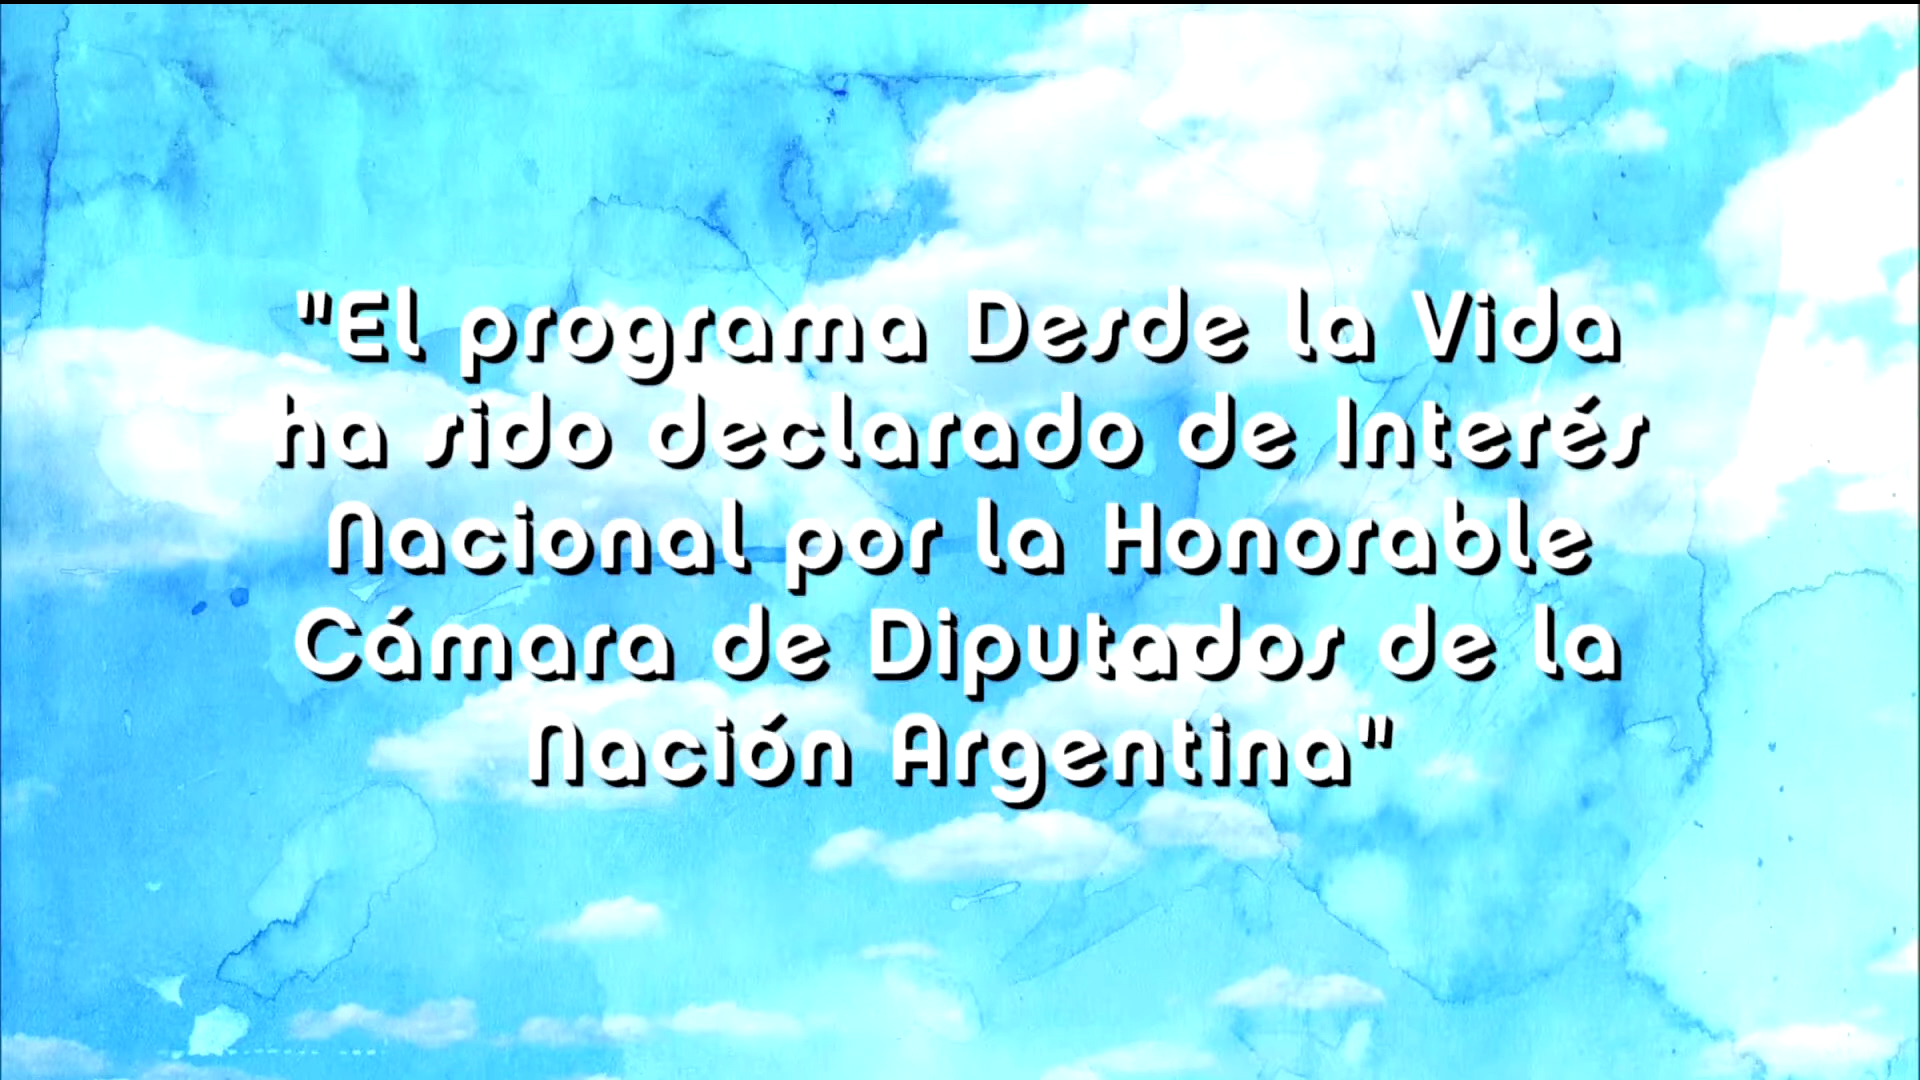 "El programa Desde la Vida
ha sido declarado de Interés
Nacional por la Honorable
Cámara de Diputados de la
Nación Argentina"